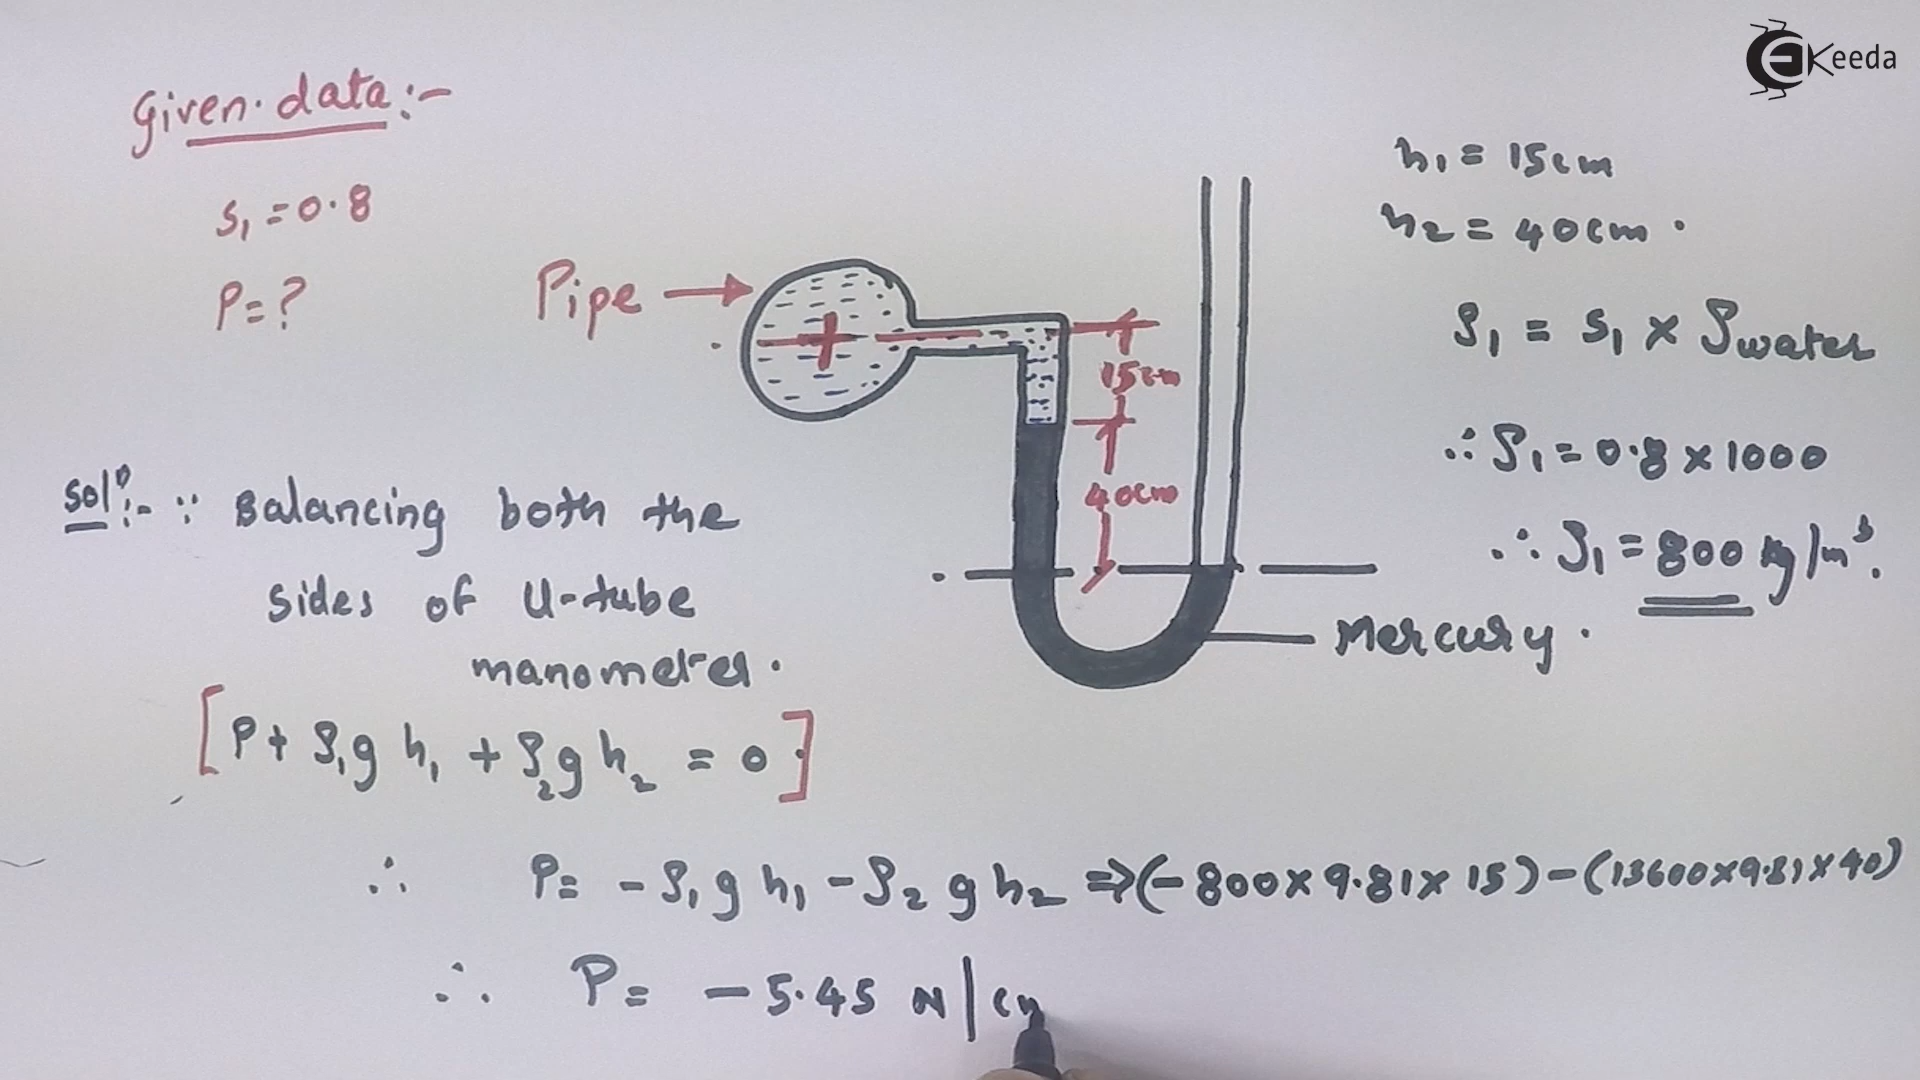 Keeda
Given data :-
S₁ = 0.8
P = ?
Pipe
15cm
40cm
Mercury.
h₁ = 15cm
h₂ = 40cm.
ρ₁ = S₁ × ρwater
∴ ρ₁ = 0.8 × 1000
∴ ρ₁ = 800 kg/m³.
Solⁿ:- ∵ Balancing both the
sides of U-tube
manometer.
[P + ρ₁g h₁ + ρ₂g h₂ = 0]
∴ P = - ρ₁g h₁ - ρ₂ g h₂ ⇒ (- 800 × 9.81 × 15) - (13600 × 9.81 × 40)
∴ P = - 5.45 N/cm